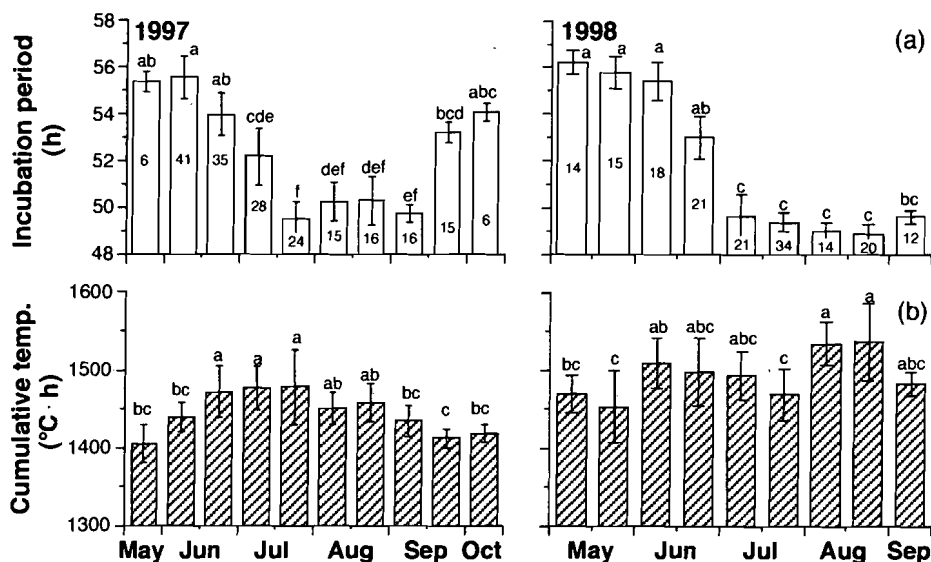 1997
1998
(a)
Incubation period
(h)
58
56
54
52
50
48
ab
a
ab
cde
f
def
def
ef
bcd
abc
6
41
35
28
24
15
16
16
15
6
a
a
a
ab
c
c
c
c
bc
14
15
18
21
21
34
14
20
12
(b)
Cumulative temp.
(°C· h)
1600
1500
1400
1300
bc
bc
a
a
a
ab
ab
bc
c
bc
bc
c
ab
abc
abc
c
a
a
abc
May Jun Jul Aug Sep Oct
May Jun Jul Aug Sep